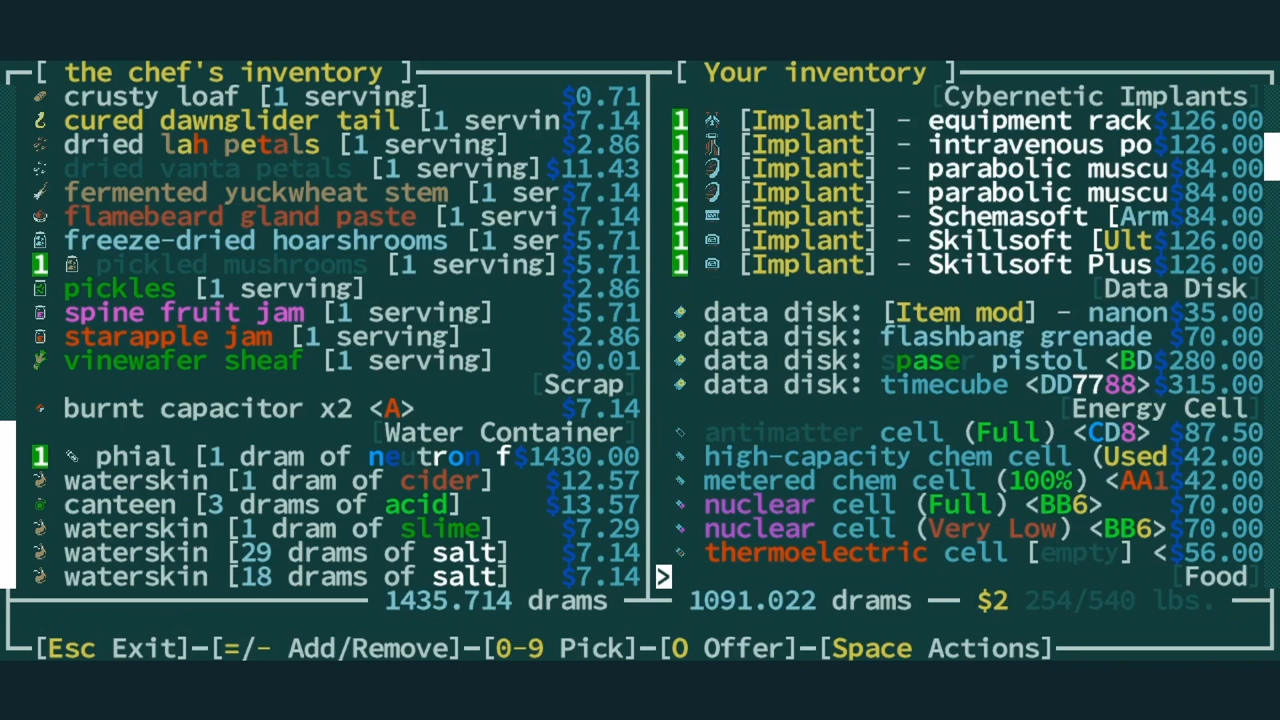 [ the chef's inventory ]
crusty loaf [1 serving] $0.71
cured dawnglider tail [1 servin $7.14
dried lah petals [1 serving] $2.86
dried vanta petals [1 serving] $11.43
fermented yuckwheat stem [1 ser $7.14
flamebeard gland paste [1 servi $7.14
freeze-dried hoarshrooms [1 ser $5.71
1 pickled mushrooms [1 serving] $5.71
pickles [1 serving] $2.86
spine fruit jam [1 serving] $5.71
starapple jam [1 serving] $2.86
vinewafer sheaf [1 serving] $0.01
[Scrap]
burnt capacitor x2 <A> $7.14
[Water Container]
1 phial [1 dram of neutron f$1430.00
waterskin [1 dram of cider] $12.57
canteen [3 drams of acid] $13.57
waterskin [1 dram of slime] $7.29
waterskin [29 drams of salt] $7.14
waterskin [18 drams of salt] $7.14
1435.714 drams
[ Your inventory ]
[Cybernetic Implants]
1 [Implant] - equipment rack $126.00
1 [Implant] - intravenous po $126.00
1 [Implant] - parabolic muscu $84.00
1 [Implant] - parabolic muscu $84.00
1 [Implant] - Schemasoft [Arm $84.00
1 [Implant] - Skillsoft [Ult $126.00
1 [Implant] - Skillsoft Plus $126.00
[Data Disk]
data disk: [Item mod] - nanon $35.00
data disk: flashbang grenade $70.00
data disk: spaser pistol <BD $280.00
data disk: timecube <DD7788> $315.00
[Energy Cell]
antimatter cell (Full) <CD8> $87.50
high-capacity chem cell (Used $42.00
metered chem cell (100%) <AA1 $42.00
nuclear cell (Full) <BB6> $70.00
nuclear cell (Very Low) <BB6> $70.00
thermoelectric cell [empty] < $56.00
> [Food]
1091.022 drams — $2 254/540 lbs.
[Esc Exit]-[=/- Add/Remove]-[0-9 Pick]-[O Offer]-[Space Actions]